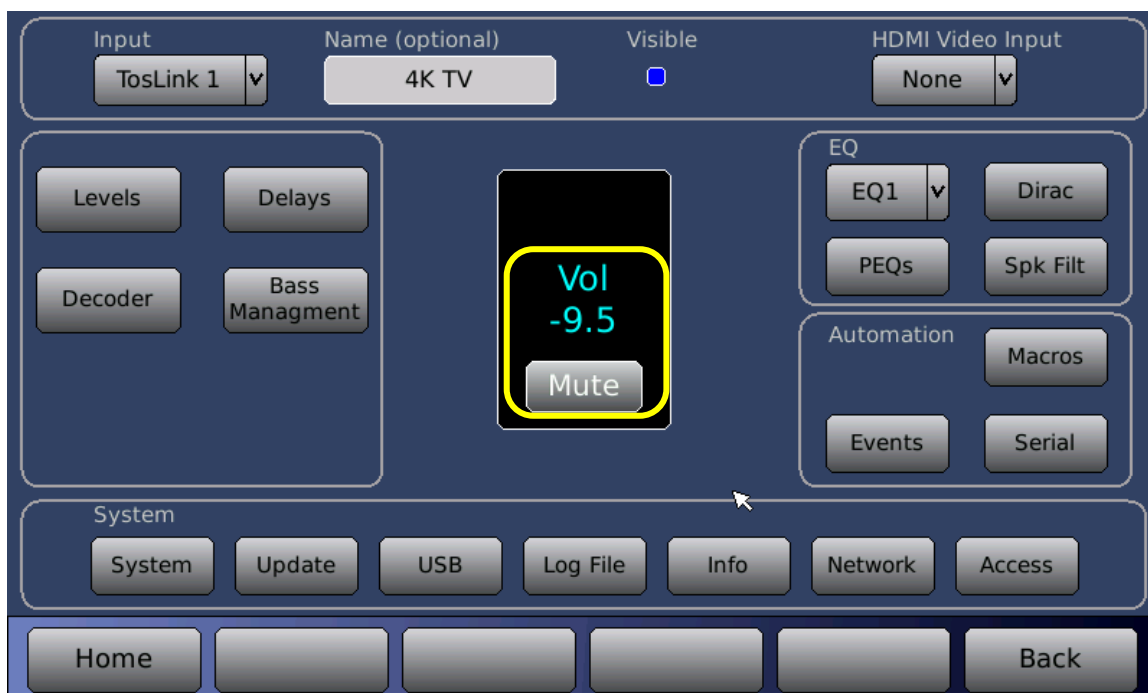 Input Name (optional) Visible HDMI Video Input
TosLink 1 4K TV None
Levels Delays
Decoder Bass
Managment
Vol
-9.5
Mute
EQ
EQ1 Dirac
PEQs Spk Filt
Automation
Macros
Events Serial
System
System Update USB Log File Info Network Access
Home Back